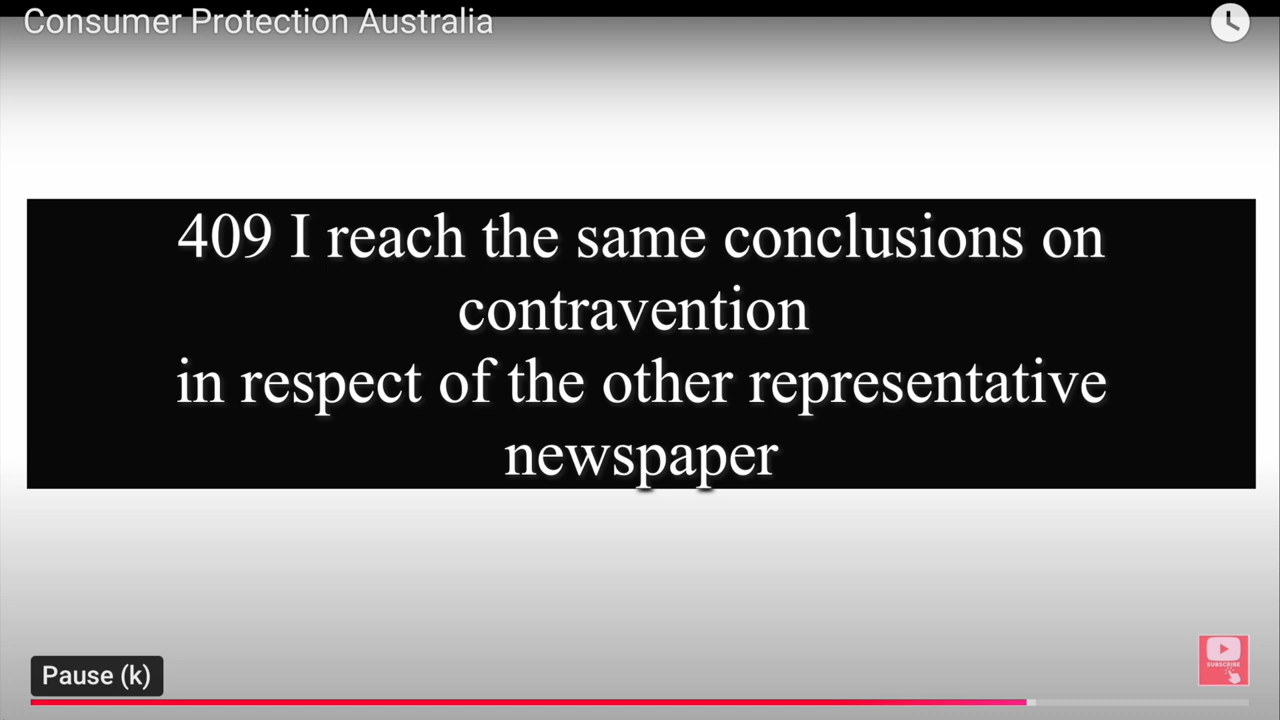 Consumer Protection Australia
409 I reach the same conclusions on
contravention
in respect of the other representative
newspaper
SUBSCRIBE
Pause (k)